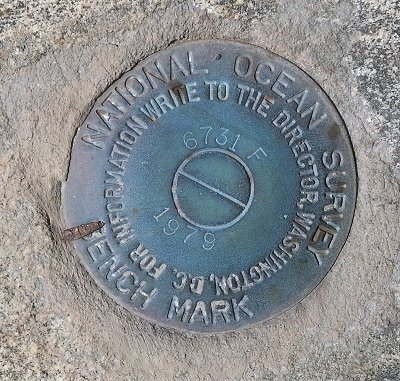 NATIONAL OCEAN SURVEY
BENCH MARK
FOR INFORMATION WRITE TO THE DIRECTOR, WASHINGTON, D.C.
6731 F
1979